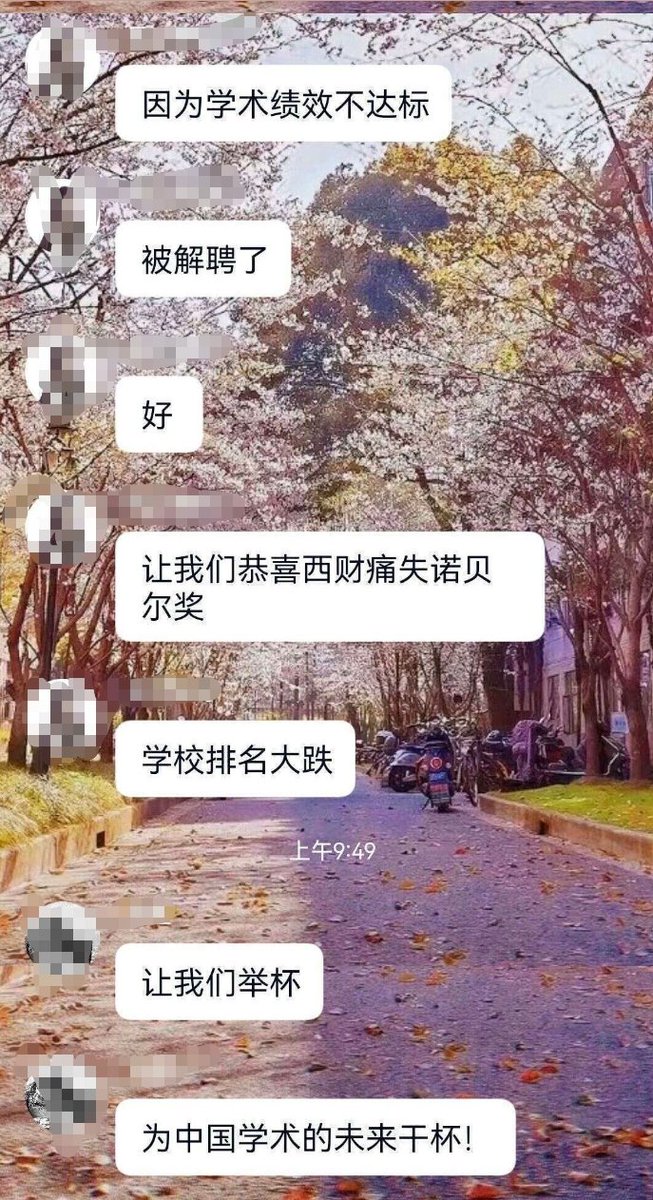 因为学术绩效不达标
被解聘了
好
让我们恭喜西财痛失诺贝
尔奖
学校排名大跌
上午9:49
让我们举杯
为中国学术的未来干杯！